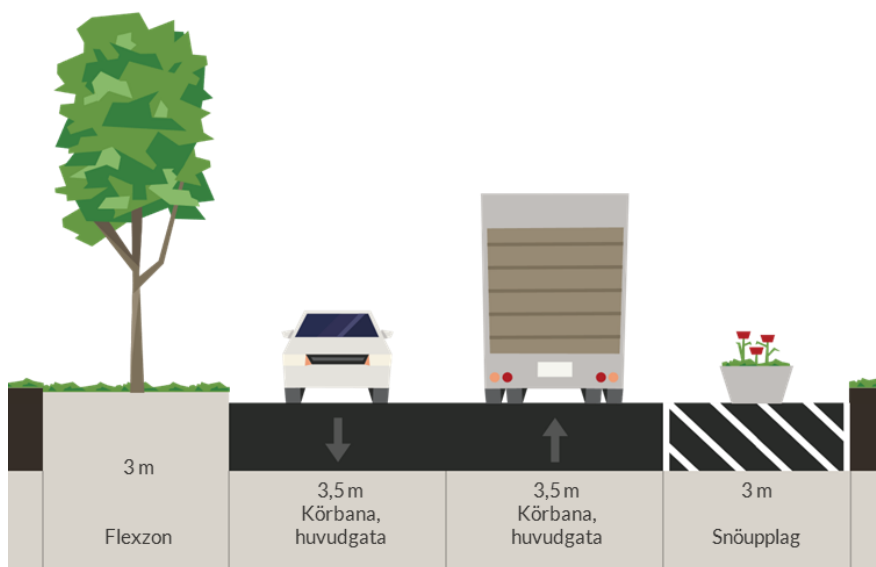 3 m
Flexzon
3,5 m
Körbana,
huvudgata
3,5 m
Körbana,
huvudgata
3 m
Snöupplag